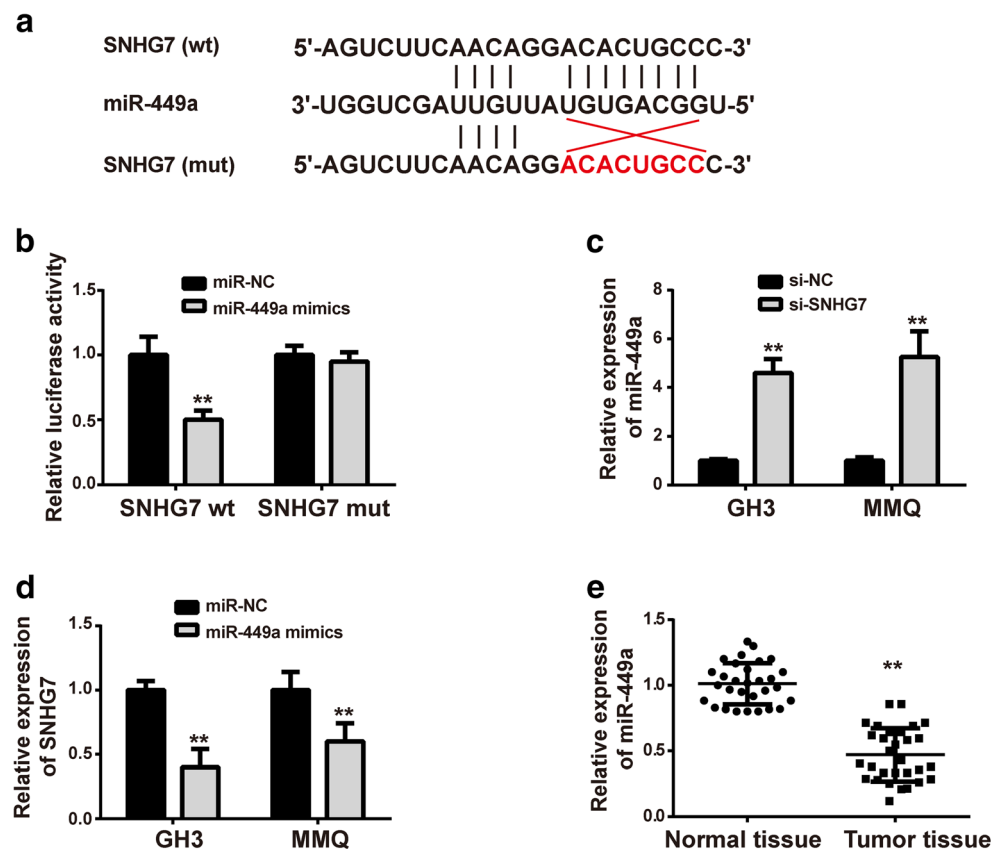 a
SNHG7 (wt) 5'-AGUCUUCAACAGGACACUGCCC-3'
miR-449a 3'-UGGUCGAUUGUUAUGUGACGGU-5'
SNHG7 (mut) 5'-AGUCUUCAACAGGACACUGCCC-3'
b
miR-NC
miR-449a mimics
Relative luciferase activity
1.5
1.0
0.5
0.0
**
SNHG7 wt SNHG7 mut
c
si-NC
si-SNHG7
Relative expression
of miR-449a
8
6
4
2
0
** **
GH3 MMQ
d
miR-NC
miR-449a mimics
Relative expression
of SNHG7
1.5
1.0
0.5
0.0
** **
GH3 MMQ
e
Relative expression
of miR-449a
1.5
1.0
0.5
0.0
**
Normal tissue Tumor tissue